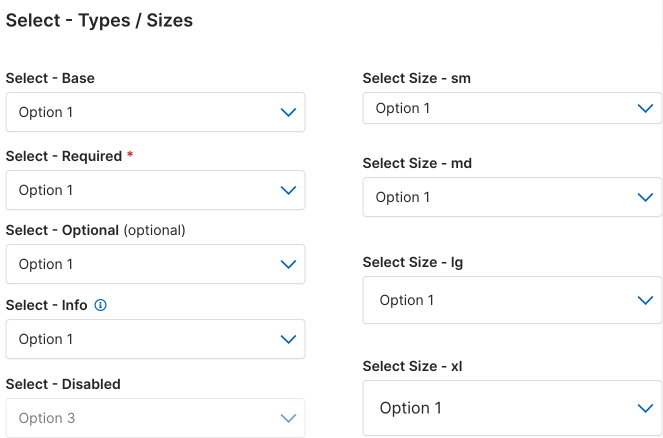 Select - Types / Sizes
Select - Base
Option 1
Select - Required *
Option 1
Select - Optional (optional)
Option 1
Select - Info
Option 1
Select - Disabled
Option 3
Select Size - sm
Option 1
Select Size - md
Option 1
Select Size - lg
Option 1
Select Size - xl
Option 1